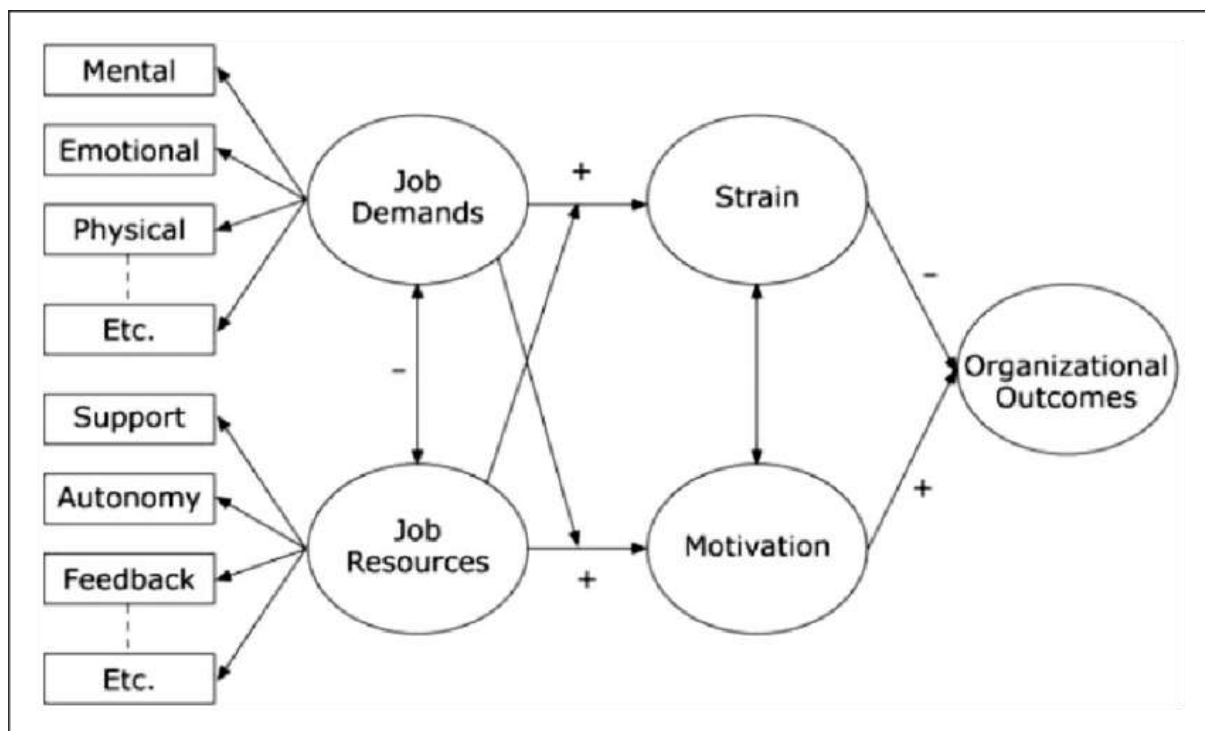 Mental
Emotional
Physical
Etc.
Support
Autonomy
Feedback
Etc.
Job
Demands
Job
Resources
+
-
+
Strain
Motivation
-
+
Organizational
Outcomes